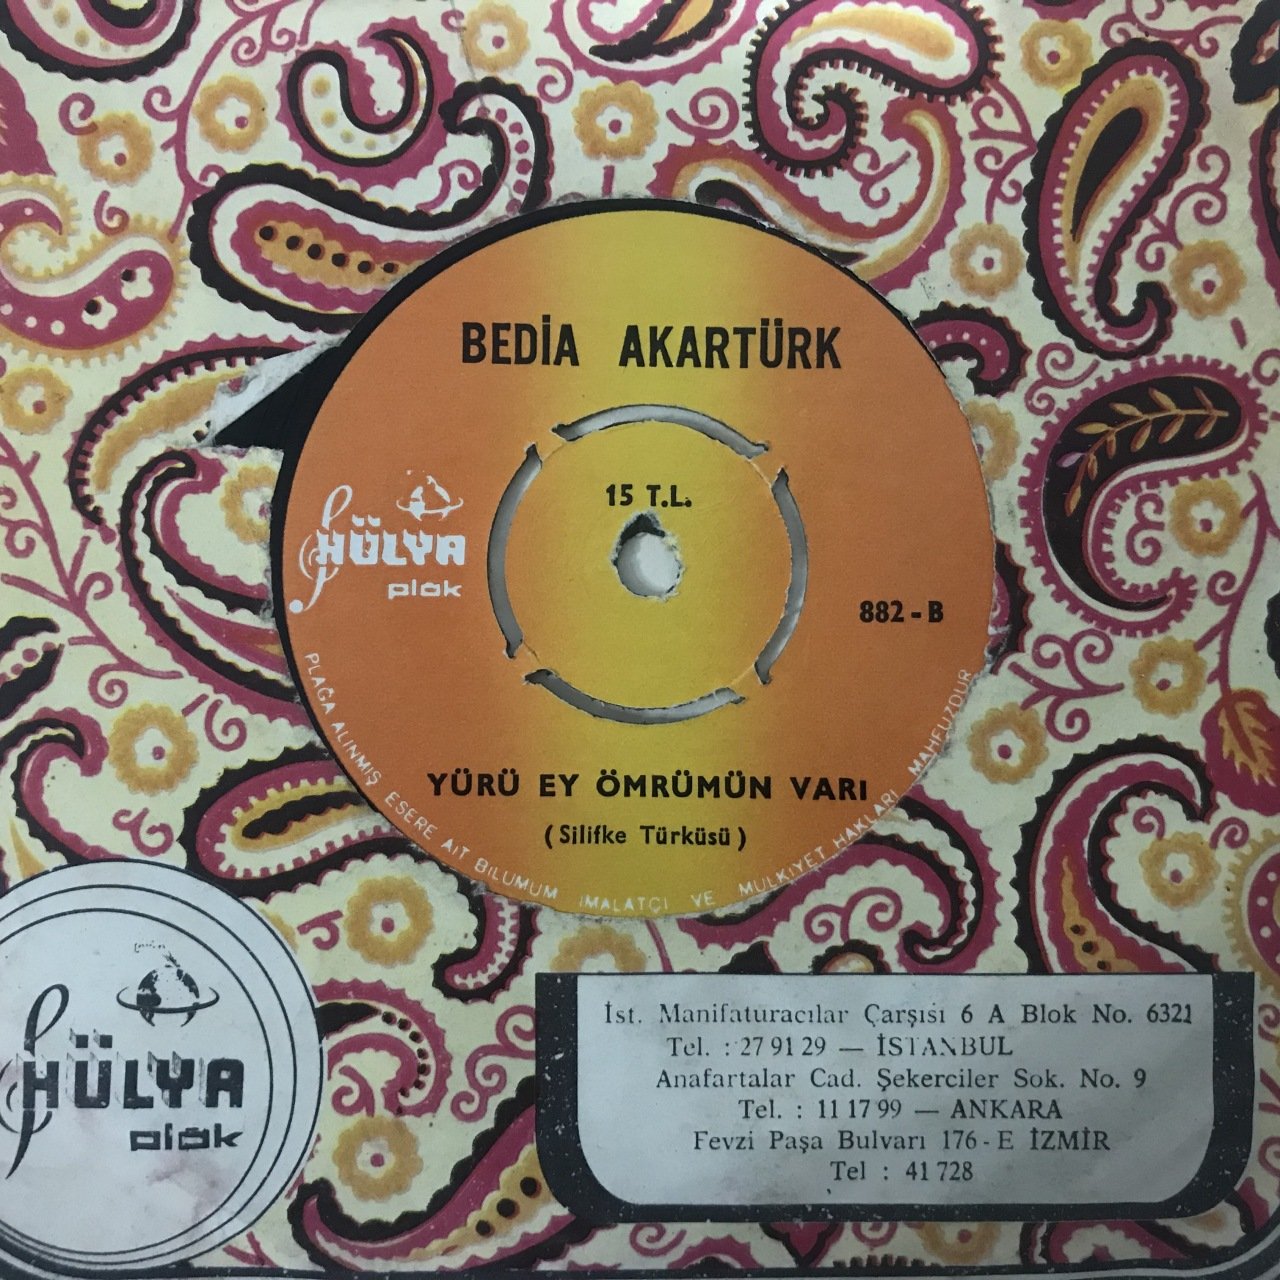 BEDİA AKARTÜRK
15 T.L.
HÜLYA
plâk
882 - B
YÜRÜ EY ÖMRÜMÜN VARI
( Silifke Türküsü )
PLAĞA ALINMIŞ ESERE AİT BİLUMUM İMALATÇI VE MÜLKİYET HAKLARI MAHFUZDUR
HÜLYA
plâk
İst. Manifaturacılar Çarşısı 6 A Blok No. 6321
Tel. : 27 91 29 — İSTANBUL
Anafartalar Cad. Şekerciler Sok. No. 9
Tel. : 11 17 99 — ANKARA
Fevzi Paşa Bulvarı 176 - E İZMİR
Tel : 41 728